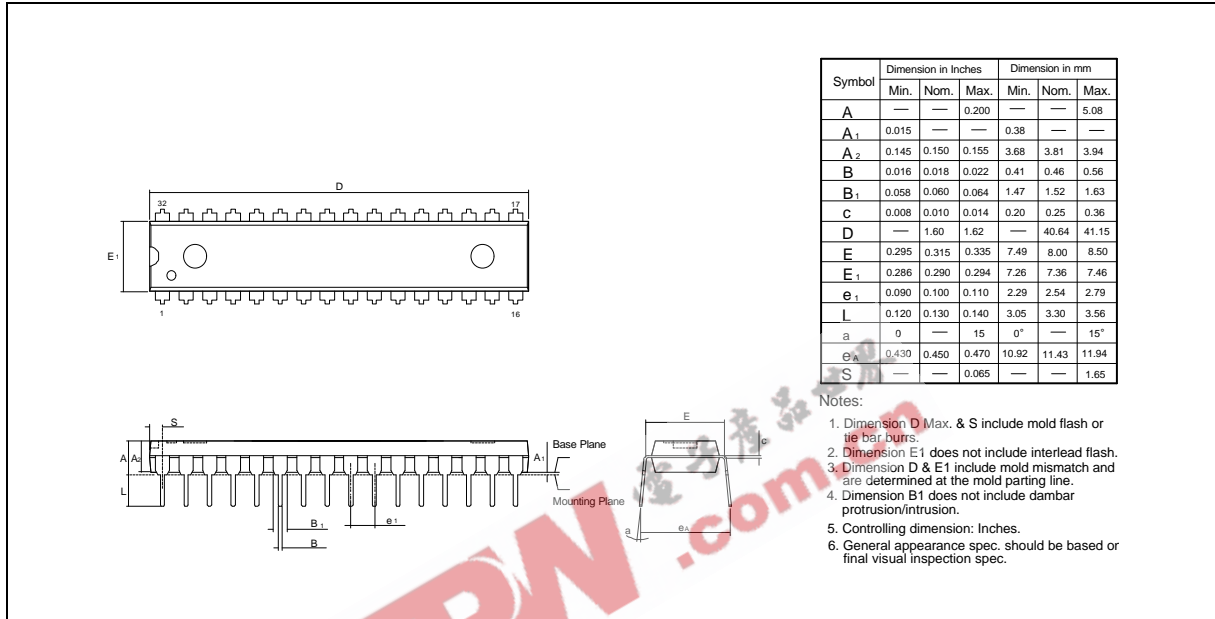 D
32
17
E1
1
16
Symbol Dimension in Inches Dimension in mm
Min. Nom. Max. Min. Nom. Max.
A — — 0.200 — — 5.08
A1 0.015 — — 0.38 — —
A2 0.145 0.150 0.155 3.68 3.81 3.94
B 0.016 0.018 0.022 0.41 0.46 0.56
B1 0.058 0.060 0.064 1.47 1.52 1.63
c 0.008 0.010 0.014 0.20 0.25 0.36
D — 1.60 1.62 — 40.64 41.15
E 0.295 0.315 0.335 7.49 8.00 8.50
E1 0.286 0.290 0.294 7.26 7.36 7.46
e1 0.090 0.100 0.110 2.29 2.54 2.79
L 0.120 0.130 0.140 3.05 3.30 3.56
a 0 — 15 0° — 15°
eA 0.430 0.450 0.470 10.92 11.43 11.94
S — — 0.065 — — 1.65
Notes:
1. Dimension D Max. & S include mold flash or
tie bar burrs.
2. Dimension E1 does not include interlead flash.
3. Dimension D & E1 include mold mismatch and
are determined at the mold parting line.
4. Dimension B1 does not include dambar
protrusion/intrusion.
5. Controlling dimension: Inches.
6. General appearance spec. should be based or
final visual inspection spec.
S
A A2
A1
L
Base Plane
Mounting Plane
B1
e1
B
E
c
a
eA
電子產品世界
.com.cn